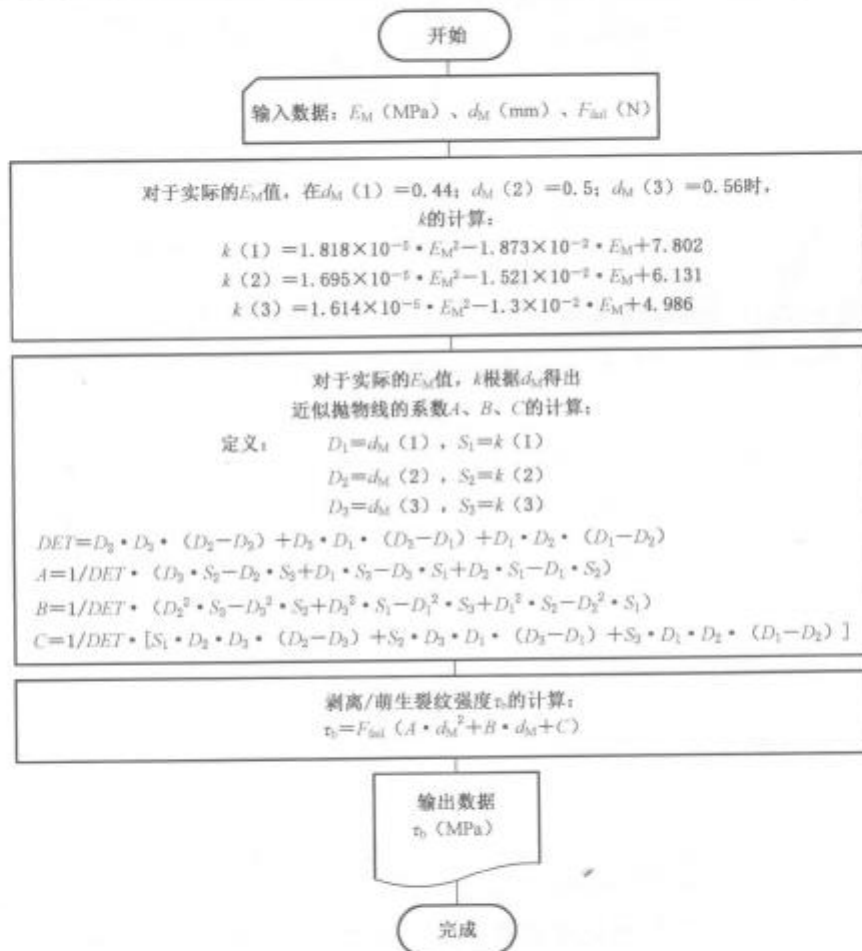 开始
输入数据：E_M（MPa）、d_M（mm）、F_fail（N）
对于实际的E_M值，在d_M（1）=0.44；d_M（2）=0.5；d_M（3）=0.56时，
k的计算：
k（1）=1.818×10⁻⁵•E_M²−1.873×10⁻²•E_M+7.802
k（2）=1.695×10⁻⁵•E_M²−1.521×10⁻²•E_M+6.131
k（3）=1.614×10⁻⁵•E_M²−1.3×10⁻²•E_M+4.986
对于实际的E_M值，k根据d_M得出
近似抛物线的系数A、B、C的计算；
定义： D₁=d_M（1），S₁=k（1）
D₂=d_M（2），S₂=k（2）
D₃=d_M（3），S₃=k（3）
DET=D₂•D₃•（D₂−D₃）+D₃•D₁•（D₃−D₁）+D₁•D₂•（D₁−D₂）
A=1/DET•（D₃•S₂−D₂•S₃+D₁•S₃−D₃•S₁+D₂•S₁−D₁•S₂）
B=1/DET•（D₂²•S₃−D₃²•S₂+D₃²•S₁−D₁²•S₃+D₁²•S₂−D₂²•S₁）
C=1/DET•[S₁•D₂•D₃•（D₂−D₃）+S₂•D₃•D₁•（D₃−D₁）+S₃•D₁•D₂•（D₁−D₂）]
剥离/萌生裂纹强度τ_b的计算：
τ_b=F_fail（A•d_M²+B•d_M+C）
输出数据
τ_b（MPa）
完成